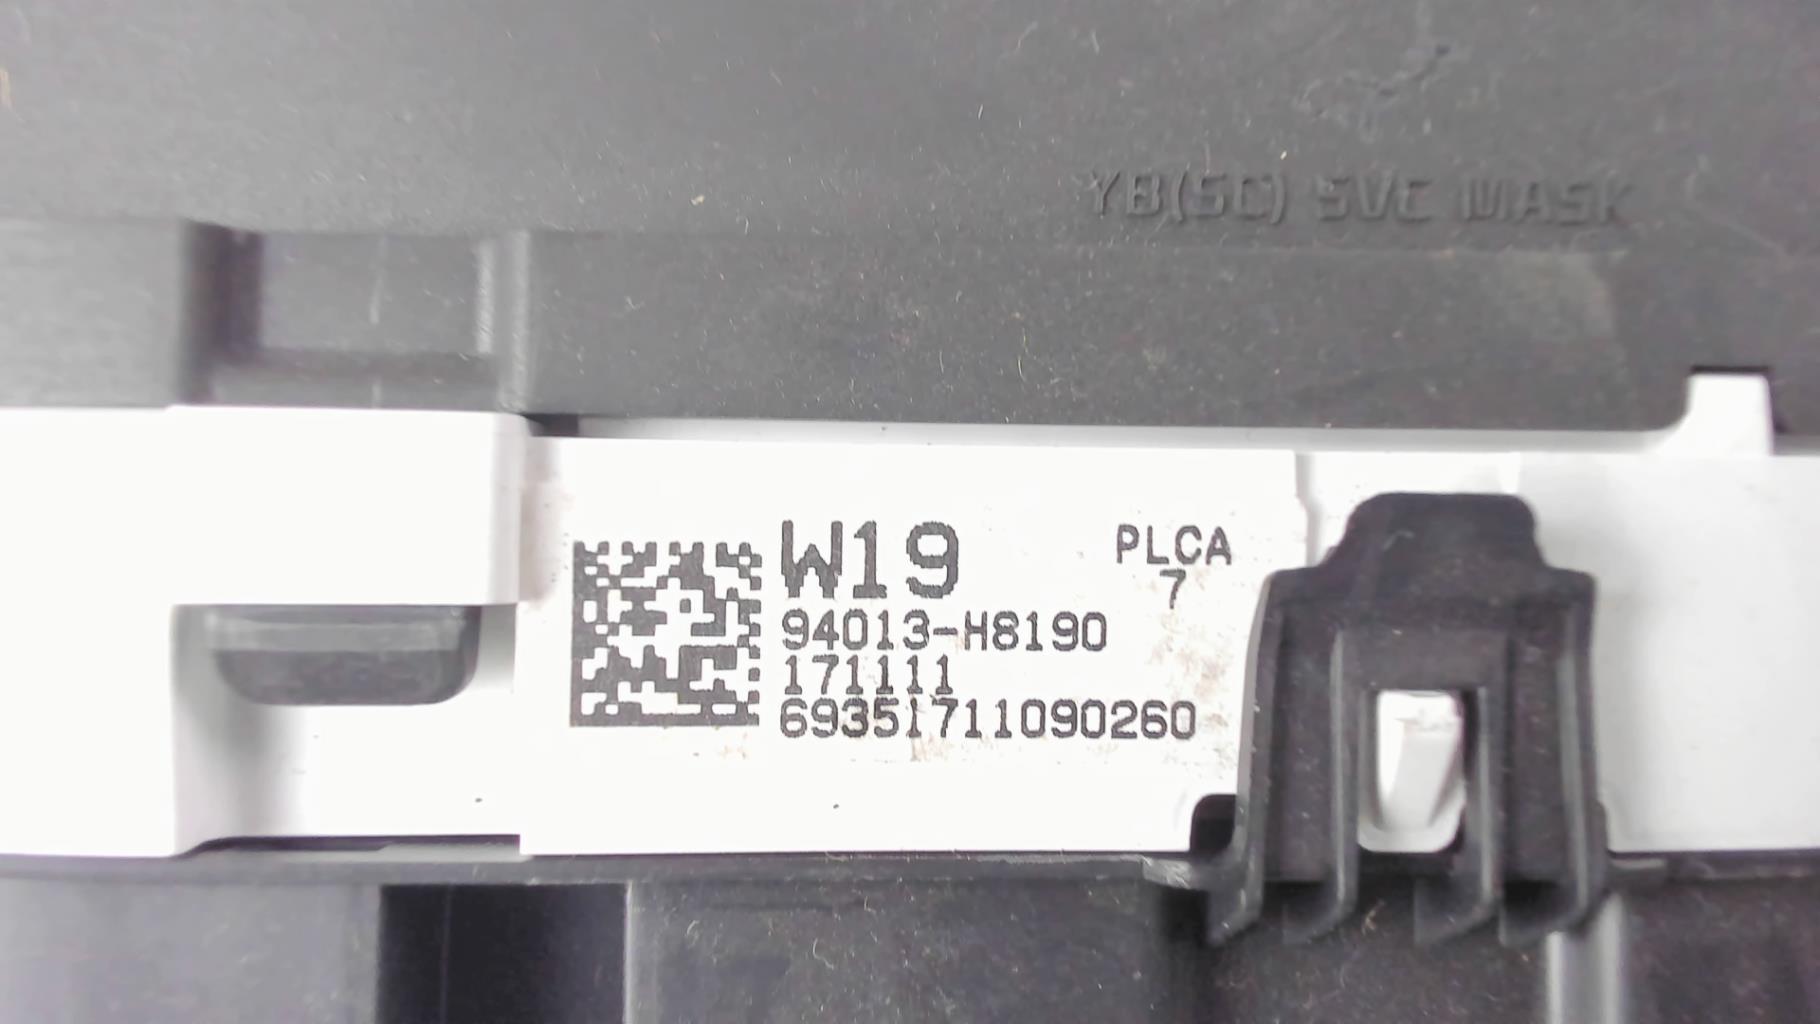 YB(SC) SVC MASK
W19
PLCA
7
94013-H8190
171111
69351711090260